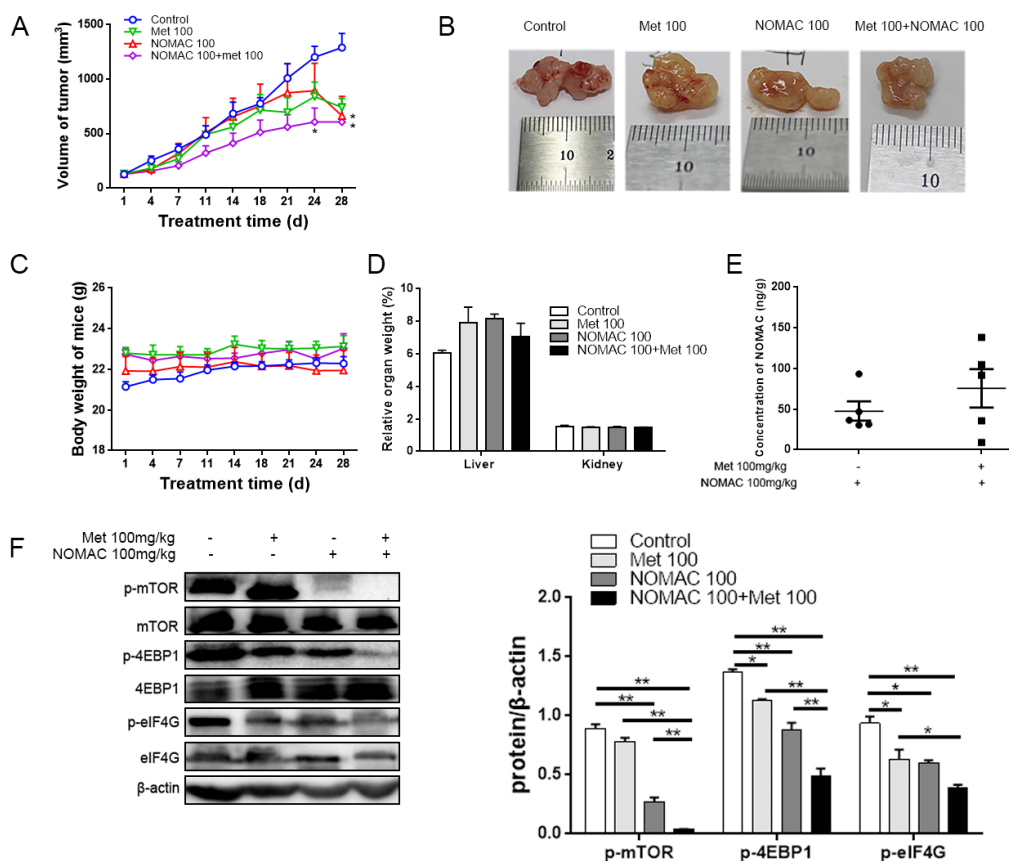 A
Control
Met 100
NOMAC 100
NOMAC 100+met 100
Volume of tumor (mm³)
1500
1000
500
0
*
*
*
1 4 7 11 14 18 21 24 28
Treatment time (d)
B
Control Met 100 NOMAC 100 Met 100+NOMAC 100
10 2
10
10
10
C
Body weight of mice (g)
26
24
22
20
18
1 4 7 11 14 18 21 24 28
Treatment time (d)
D
Relative organ weight (%)
10
8
6
4
2
0
Control
Met 100
NOMAC 100
NOMAC 100+Met 100
Liver Kidney
E
Concentration of NOMAC (ng/g)
200
150
100
50
0
Met 100mg/kg - +
NOMAC 100mg/kg + +
F
Met 100mg/kg - + - +
NOMAC 100mg/kg - - + +
p-mTOR
mTOR
p-4EBP1
4EBP1
p-eIF4G
eIF4G
β-actin
Control
Met 100
NOMAC 100
NOMAC 100+Met 100
protein/β-actin
2.0
1.5
1.0
0.5
0.0
**
**
**
**
**
**
*
**
**
**
*
*
*
p-mTOR p-4EBP1 p-eIF4G